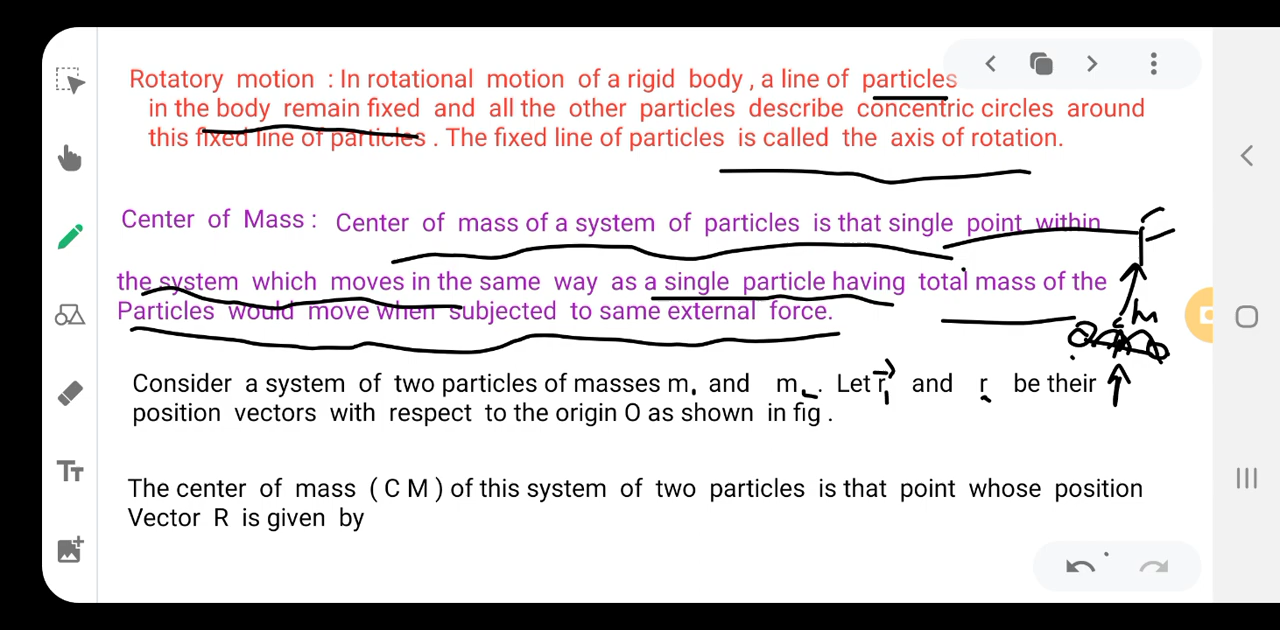 Rotatory motion : In rotational motion of a rigid body , a line of particles
in the body remain fixed and all the other particles describe concentric circles around
this fixed line of particles . The fixed line of particles is called the axis of rotation.
Center of Mass : Center of mass of a system of particles is that single point within
the system which moves in the same way as a single particle having total mass of the
Particles would move when subjected to same external force.
F
m
Consider a system of two particles of masses m₁ and m₂. Let r⃗₁ and r₂ be their
position vectors with respect to the origin O as shown in fig .
The center of mass ( C M ) of this system of two particles is that point whose position
Vector R is given by
Tт